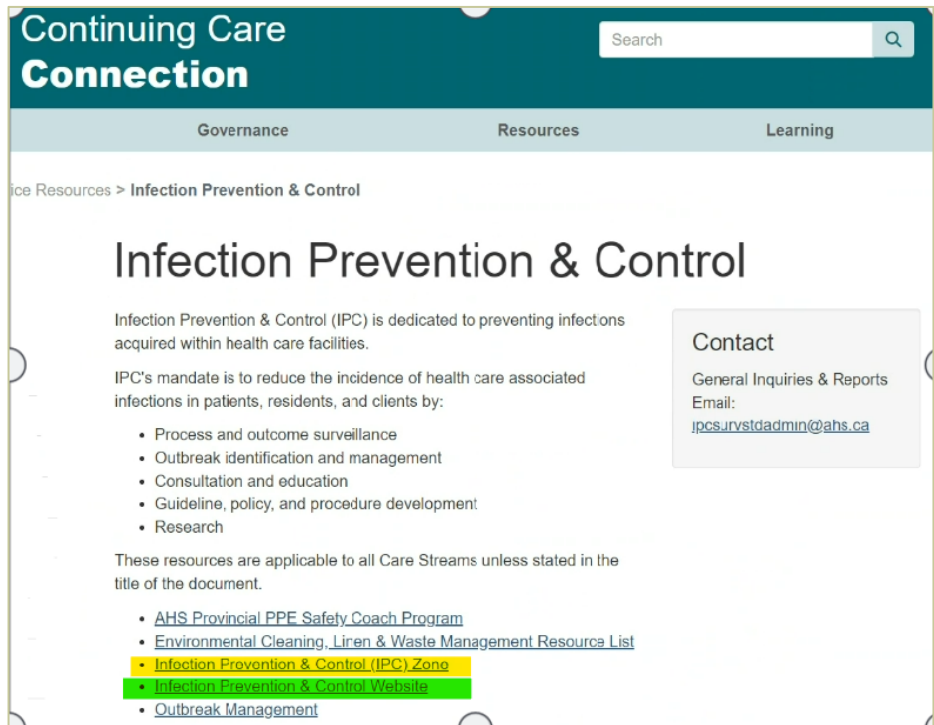 Continuing Care
Connection
Search
Governance
Resources
Learning
ice Resources > Infection Prevention & Control
Infection Prevention & Control
Infection Prevention & Control (IPC) is dedicated to preventing infections
acquired within health care facilities.
IPC's mandate is to reduce the incidence of health care associated
infections in patients, residents, and clients by:
• Process and outcome surveillance
• Outbreak identification and management
• Consultation and education
• Guideline, policy, and procedure development
• Research
These resources are applicable to all Care Streams unless stated in the
title of the document.
• AHS Provincial PPE Safety Coach Program
• Environmental Cleaning, Linen & Waste Management Resource List
• Infection Prevention & Control (IPC) Zone
• Infection Prevention & Control Website
• Outbreak Management
Contact
General Inquiries & Reports
Email:
ipcsurvstdadmin@ahs.ca